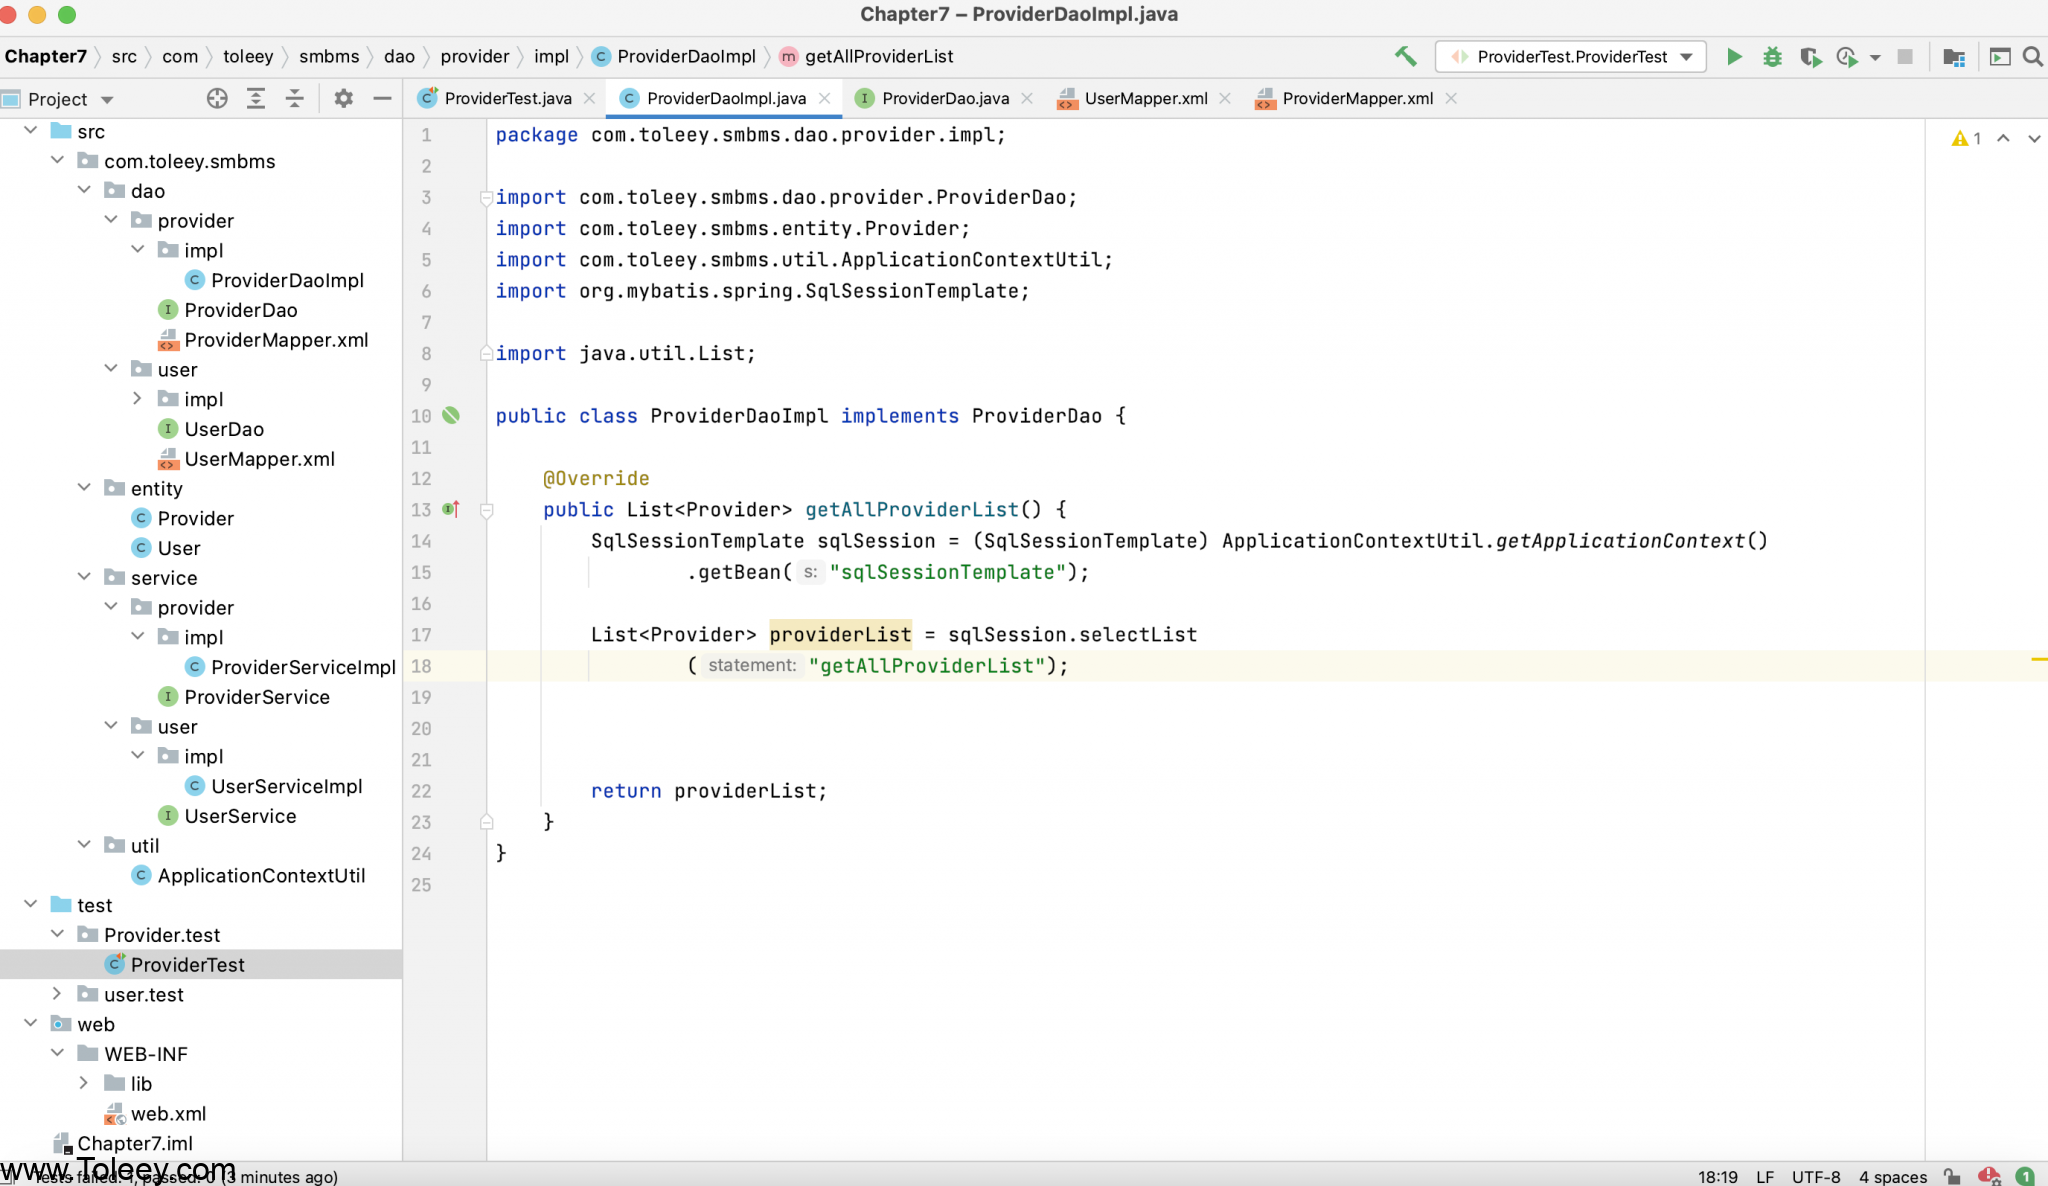 Chapter7 – ProviderDaoImpl.java
Chapter7 src com toleey smbms dao provider impl C ProviderDaoImpl m getAllProviderList ProviderTest.ProviderTest
Project ProviderTest.java ProviderDaoImpl.java ProviderDao.java UserMapper.xml ProviderMapper.xml
src
com.toleey.smbms
dao
provider
impl
ProviderDaoImpl
ProviderDao
ProviderMapper.xml
user
impl
UserDao
UserMapper.xml
entity
Provider
User
service
provider
impl
ProviderServiceImpl
ProviderService
user
impl
UserServiceImpl
UserService
util
ApplicationContextUtil
test
Provider.test
ProviderTest
user.test
web
WEB-INF
lib
web.xml
Chapter7.iml
1 package com.toleey.smbms.dao.provider.impl;
2
3 import com.toleey.smbms.dao.provider.ProviderDao;
4 import com.toleey.smbms.entity.Provider;
5 import com.toleey.smbms.util.ApplicationContextUtil;
6 import org.mybatis.spring.SqlSessionTemplate;
7
8 import java.util.List;
9
10 public class ProviderDaoImpl implements ProviderDao {
11
12 @Override
13 public List<Provider> getAllProviderList() {
14 SqlSessionTemplate sqlSession = (SqlSessionTemplate) ApplicationContextUtil.getApplicationContext()
15 .getBean( s: "sqlSessionTemplate");
16
17 List<Provider> providerList = sqlSession.selectList
18 ( statement: "getAllProviderList");
19
20
21
22 return providerList;
23 }
24 }
25
1
www.Toleey.com
Tests failed: 1, passed: 0 (3 minutes ago)
18:19 LF UTF-8 4 spaces 1